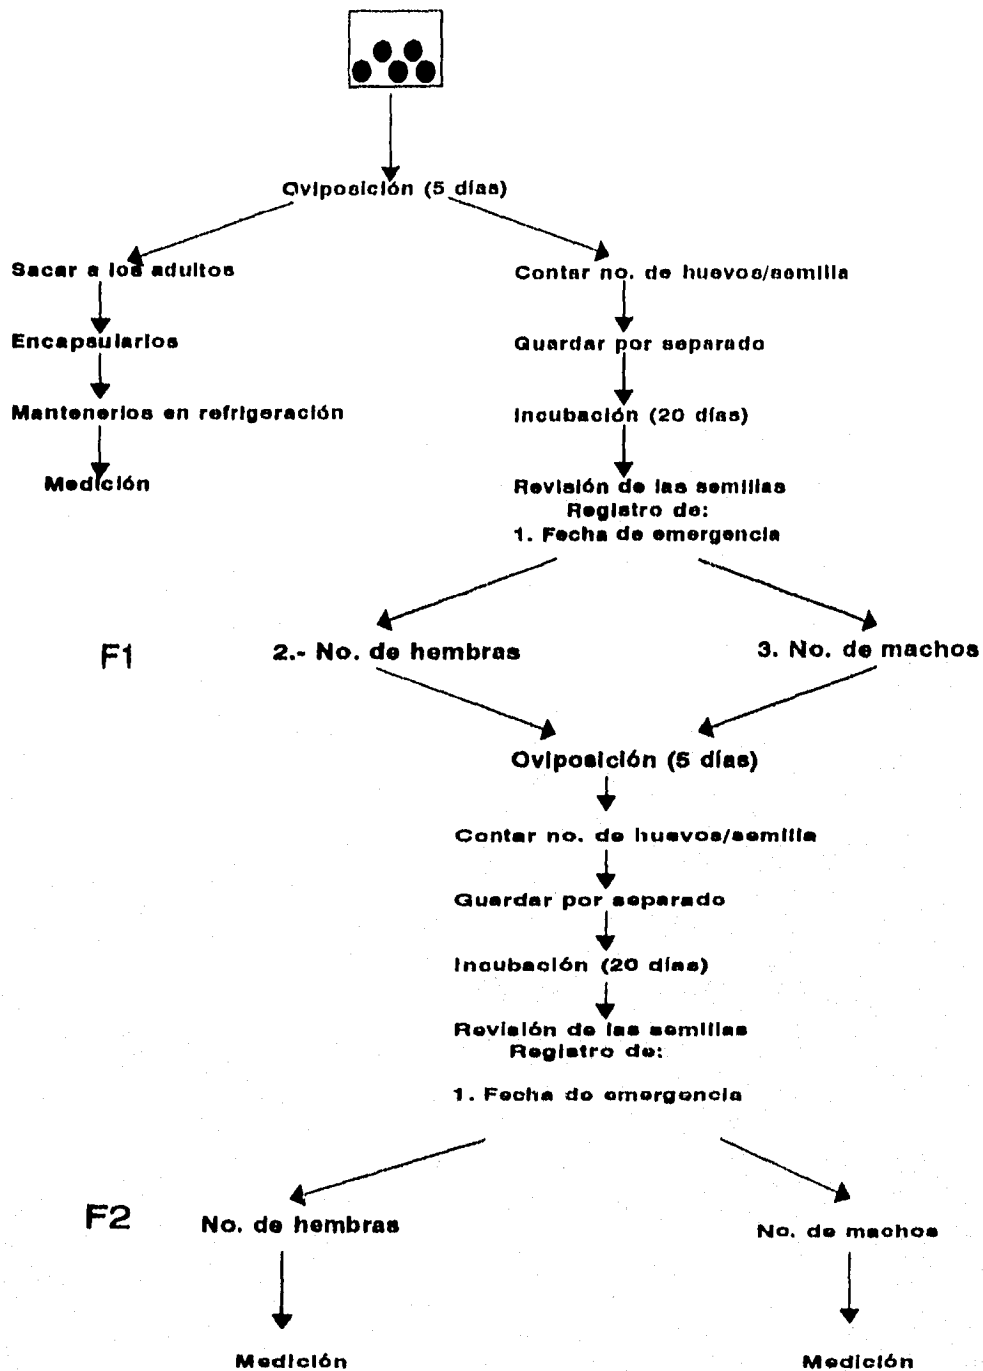 Oviposición (5 días)
Sacar a los adultos
Contar no. de huevos/semilla
Encapsularlos
Guardar por separado
Mantenerlos en refrigeración
Incubación (20 días)
Medición
Revisión de las semillas
Registro de:
1. Fecha de emergencia
F1
2.- No. de hembras
3. No. de machos
Oviposición (5 días)
Contar no. de huevos/semilla
Guardar por separado
Incubación (20 días)
Revisión de las semillas
Registro de:
1. Fecha de emergencia
F2
No. de hembras
No. de machos
Medición
Medición